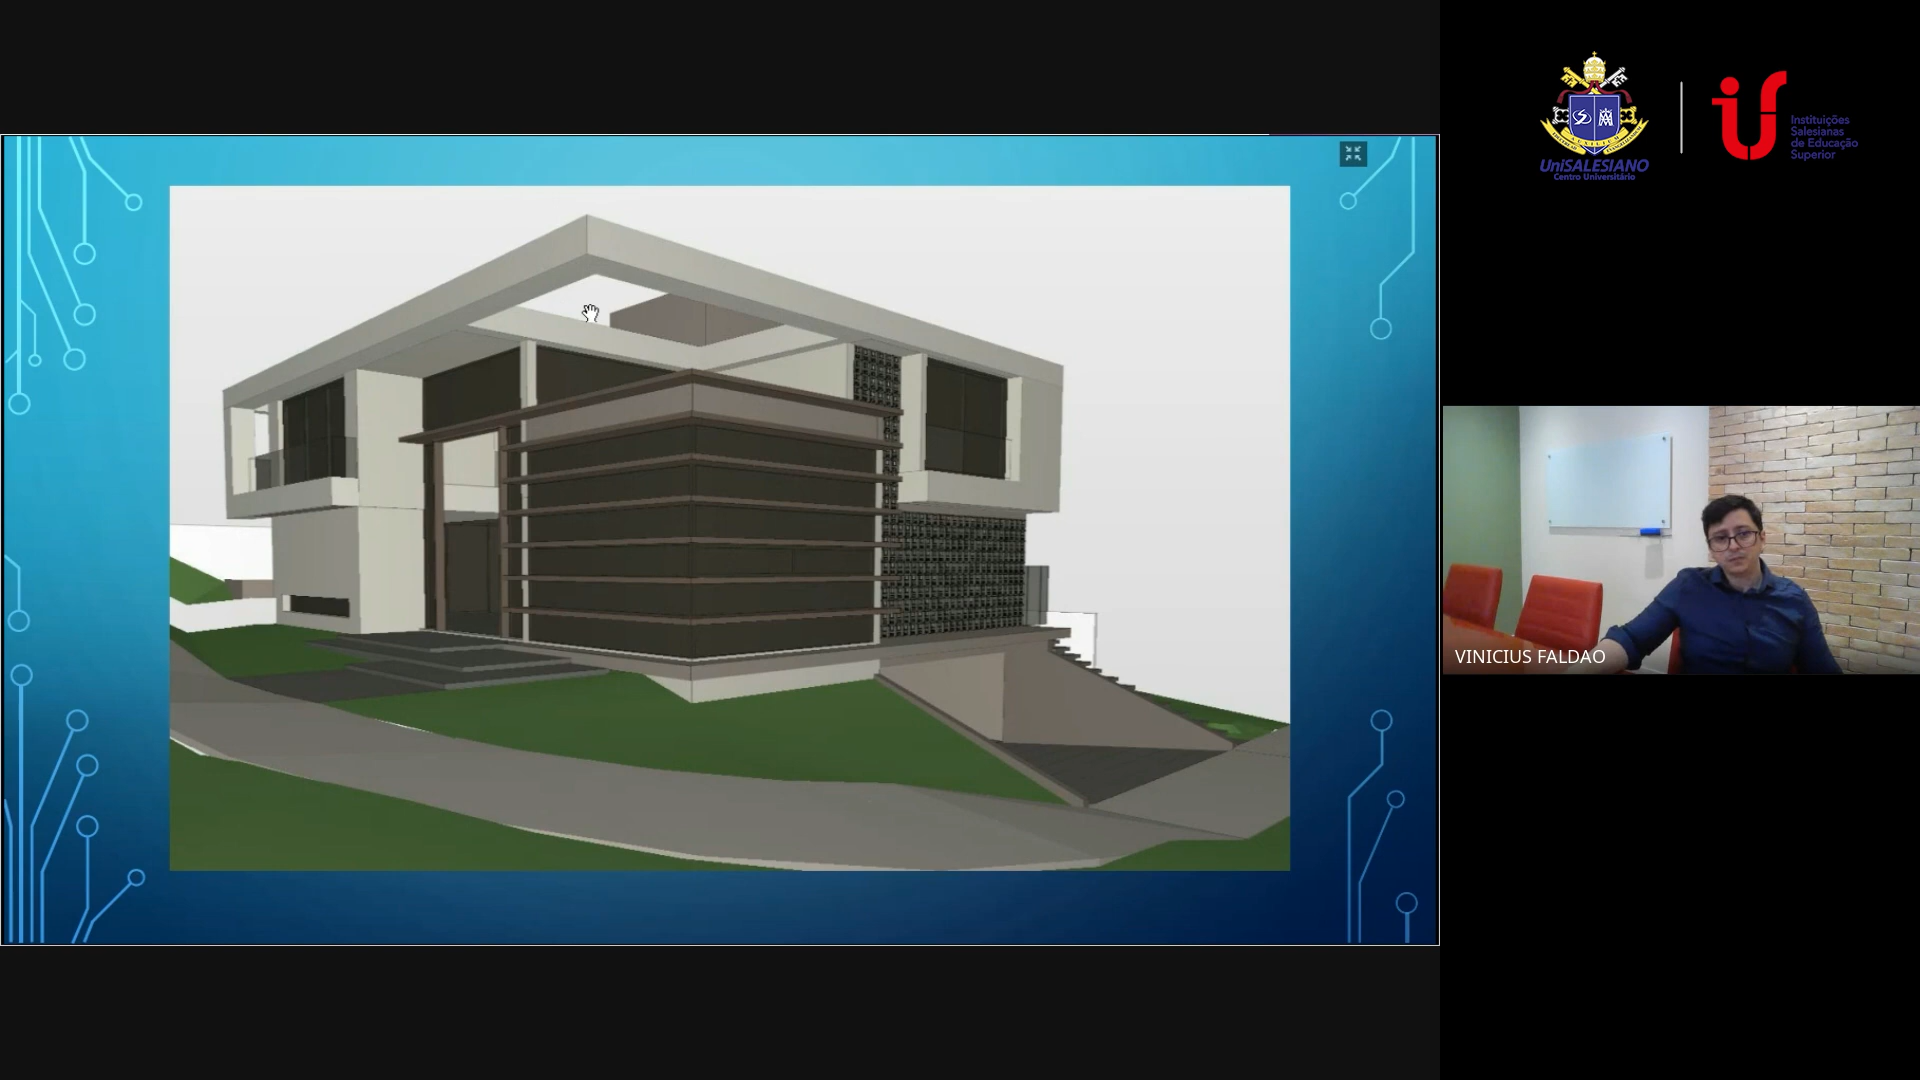 UniSALESIANO
Centro Universitário
Instituições
Salesianas
de Educação
Superior
VINICIUS FALDAO